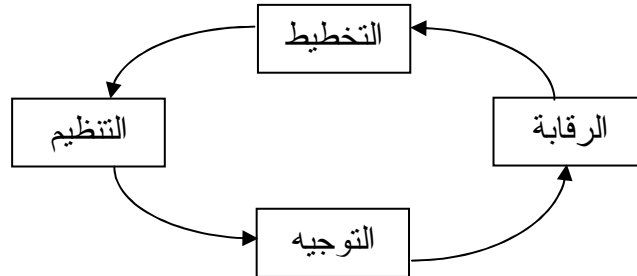 التخطيط
التنظيم
الرقابة
التوجيه